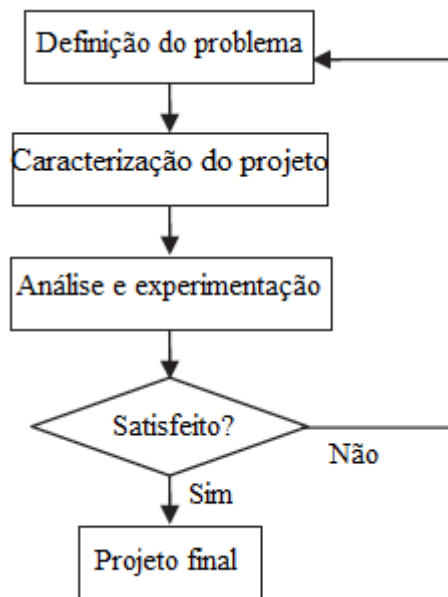 Definição do problema
Caracterização do projeto
Análise e experimentação
Satisfeito?
Não
Sim
Projeto final